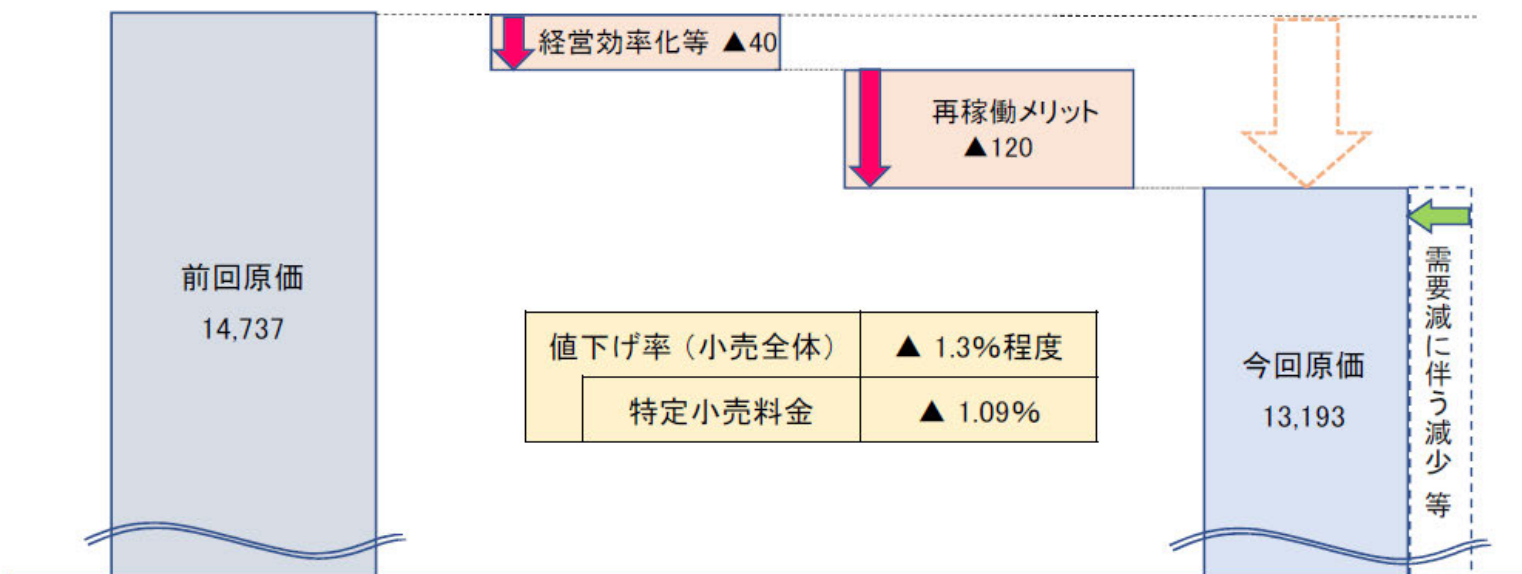 経営効率化等 ▲40
再稼働メリット
▲120
前回原価
14,737
値下げ率（小売全体） ▲ 1.3%程度
特定小売料金 ▲ 1.09%
今回原価
13,193
需要減に伴う減少 等